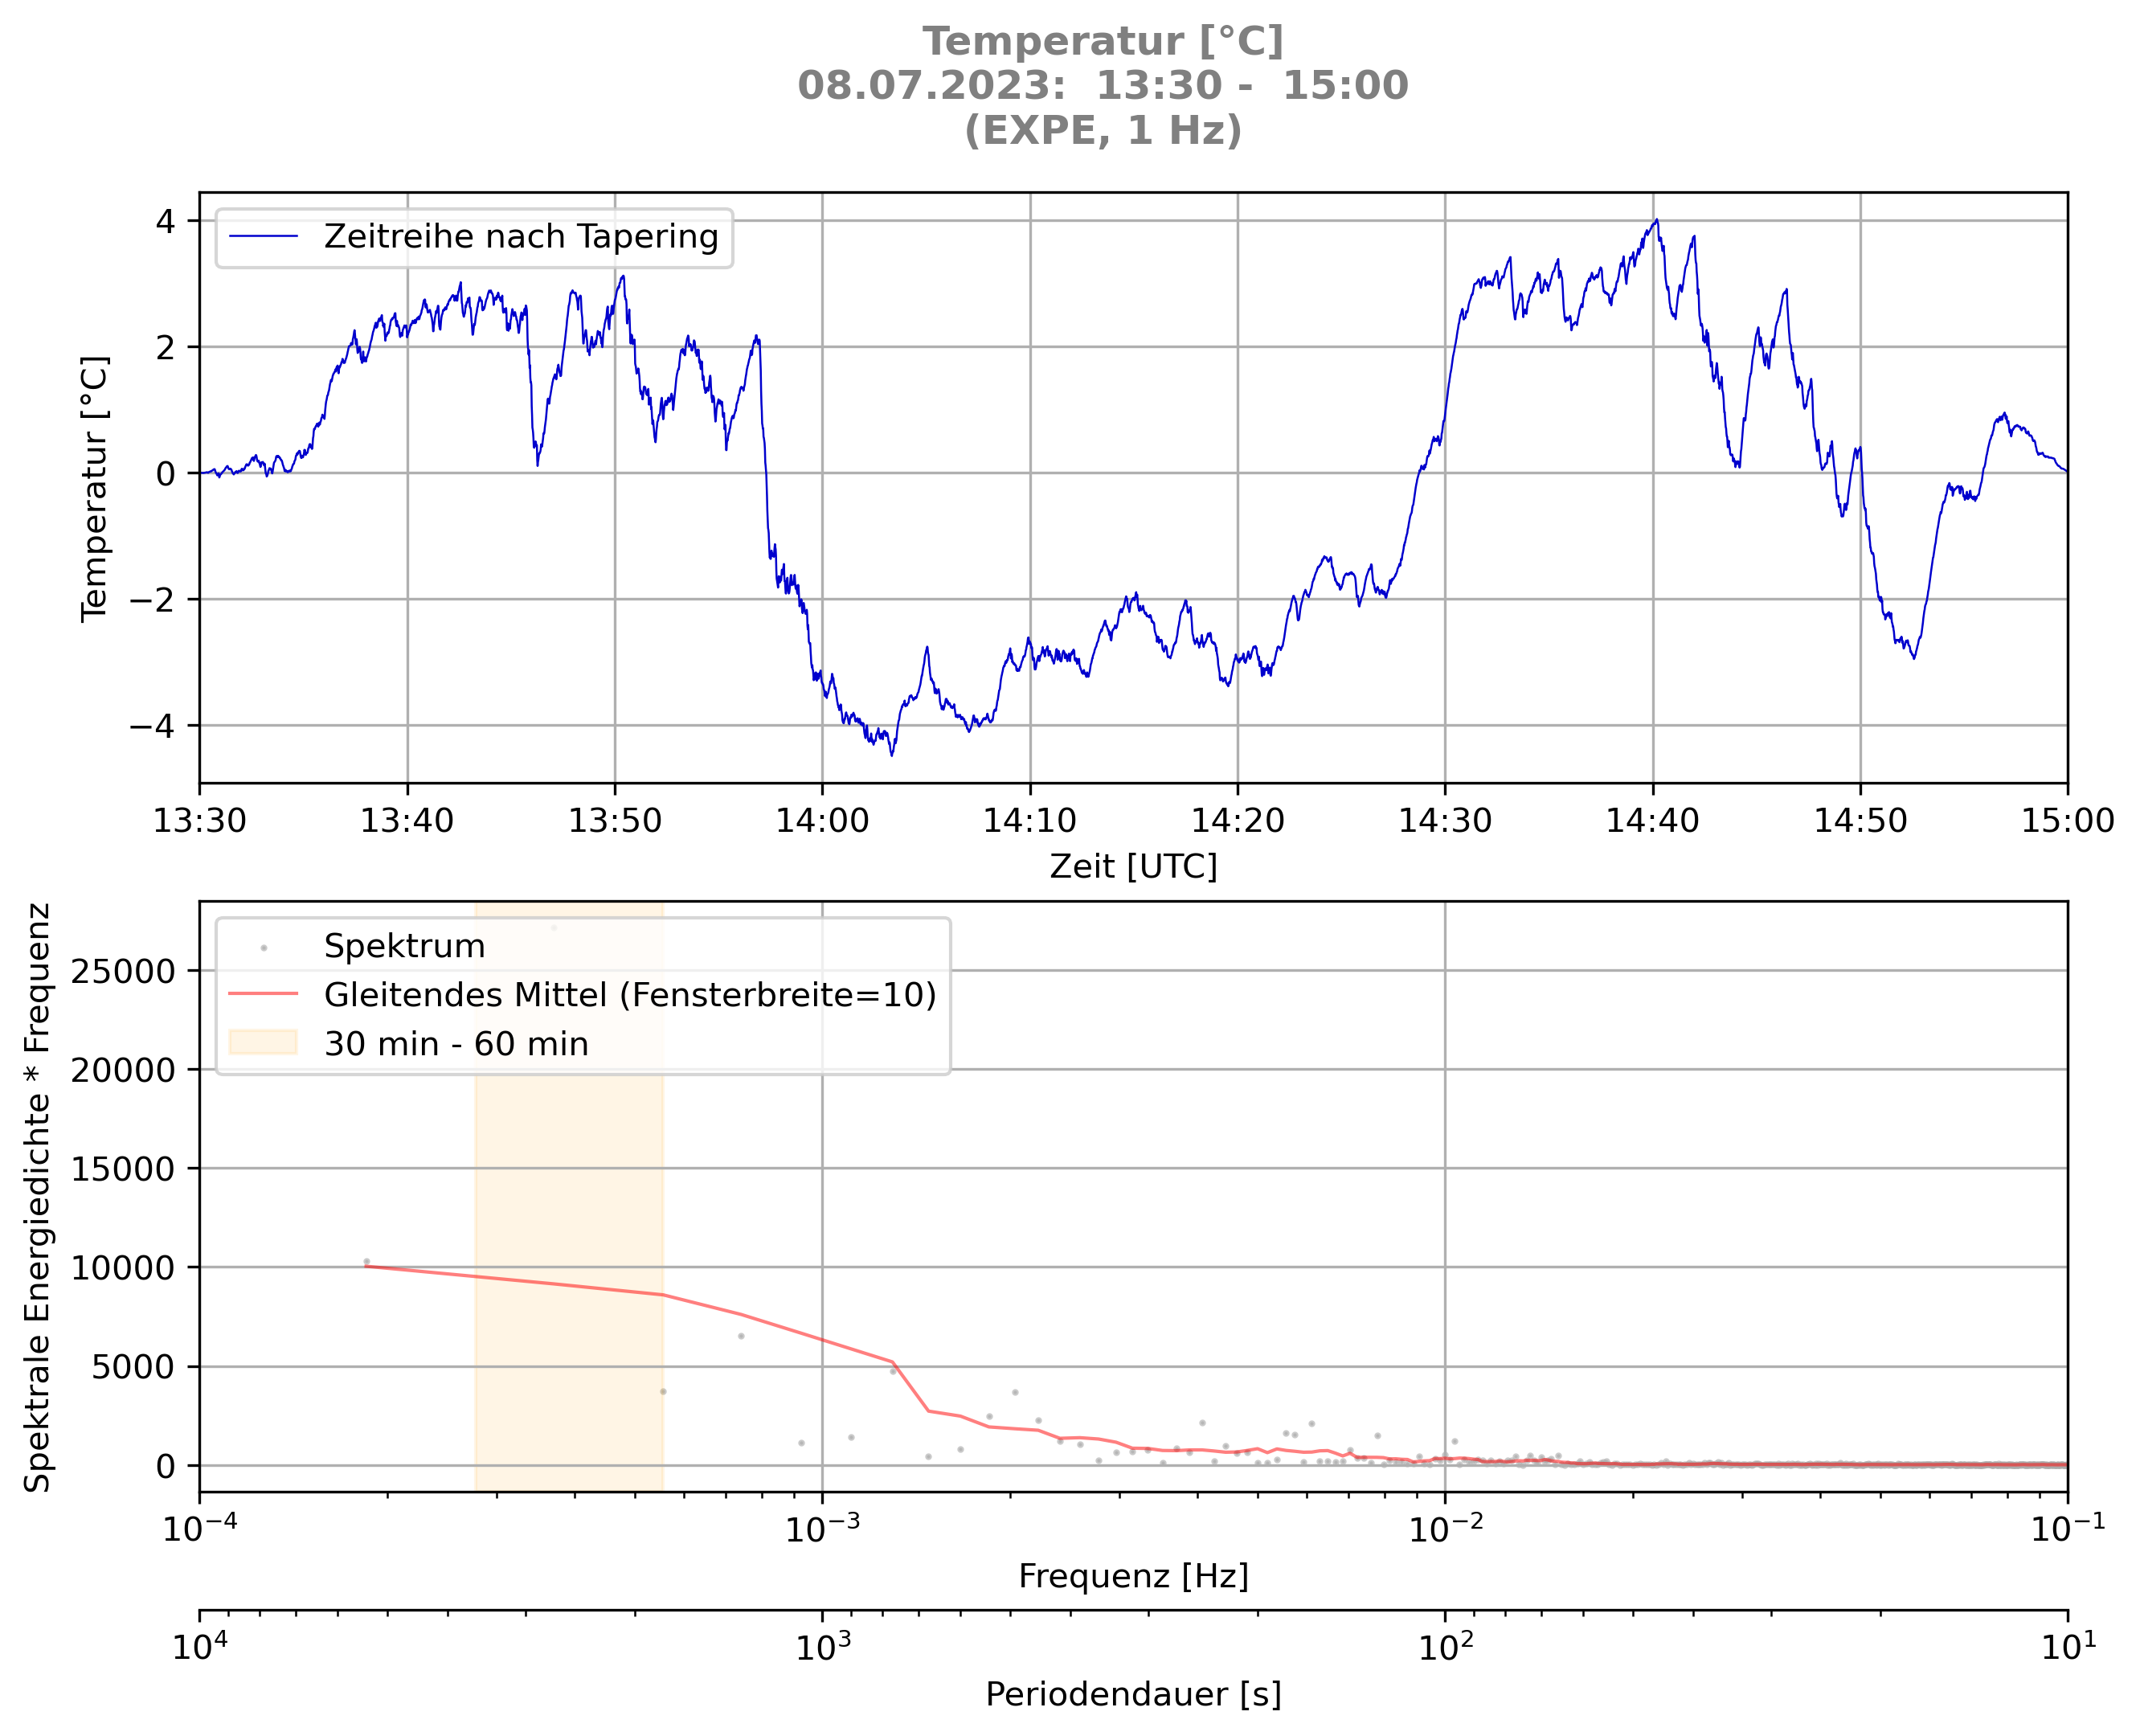 Temperatur [°C]
08.07.2023: 13:30 - 15:00
(EXPE, 1 Hz)
Zeitreihe nach Tapering
Temperatur [°C]
4
2
0
−2
−4
13:30 13:40 13:50 14:00 14:10 14:20 14:30 14:40 14:50 15:00
Zeit [UTC]
Spektrum
Gleitendes Mittel (Fensterbreite=10)
30 min - 60 min
Spektrale Energiedichte * Frequenz
25000
20000
15000
10000
5000
0
10⁻⁴ 10⁻³ 10⁻² 10⁻¹
Frequenz [Hz]
10⁴ 10³ 10² 10¹
Periodendauer [s]